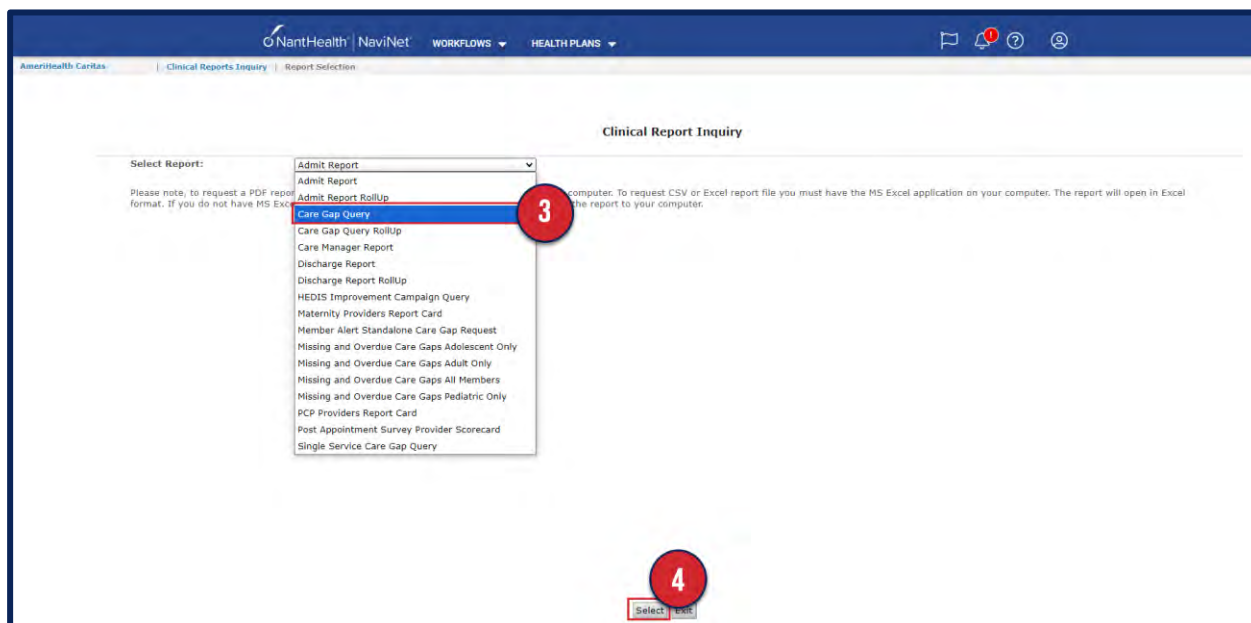 NantHealth® | NaviNet® WORKFLOWS HEALTH PLANS
AmeriHealth Caritas | Clinical Reports Inquiry | Report Selection
Clinical Report Inquiry
Select Report: Admit Report
Admit Report
Please note, to request a PDF repor computer. To request CSV or Excel report file you must have the MS Excel application on your computer. The report will open in Excel
Admit Report RollUp
format. If you do not have MS Exce the report to your computer.
Care Gap Query
3
Care Gap Query RollUp
Care Manager Report
Discharge Report
Discharge Report RollUp
HEDIS Improvement Campaign Query
Maternity Providers Report Card
Member Alert Standalone Care Gap Request
Missing and Overdue Care Gaps Adolescent Only
Missing and Overdue Care Gaps Adult Only
Missing and Overdue Care Gaps All Members
Missing and Overdue Care Gaps Pediatric Only
PCP Providers Report Card
Post Appointment Survey Provider Scorecard
Single Service Care Gap Query
4
Select Exit